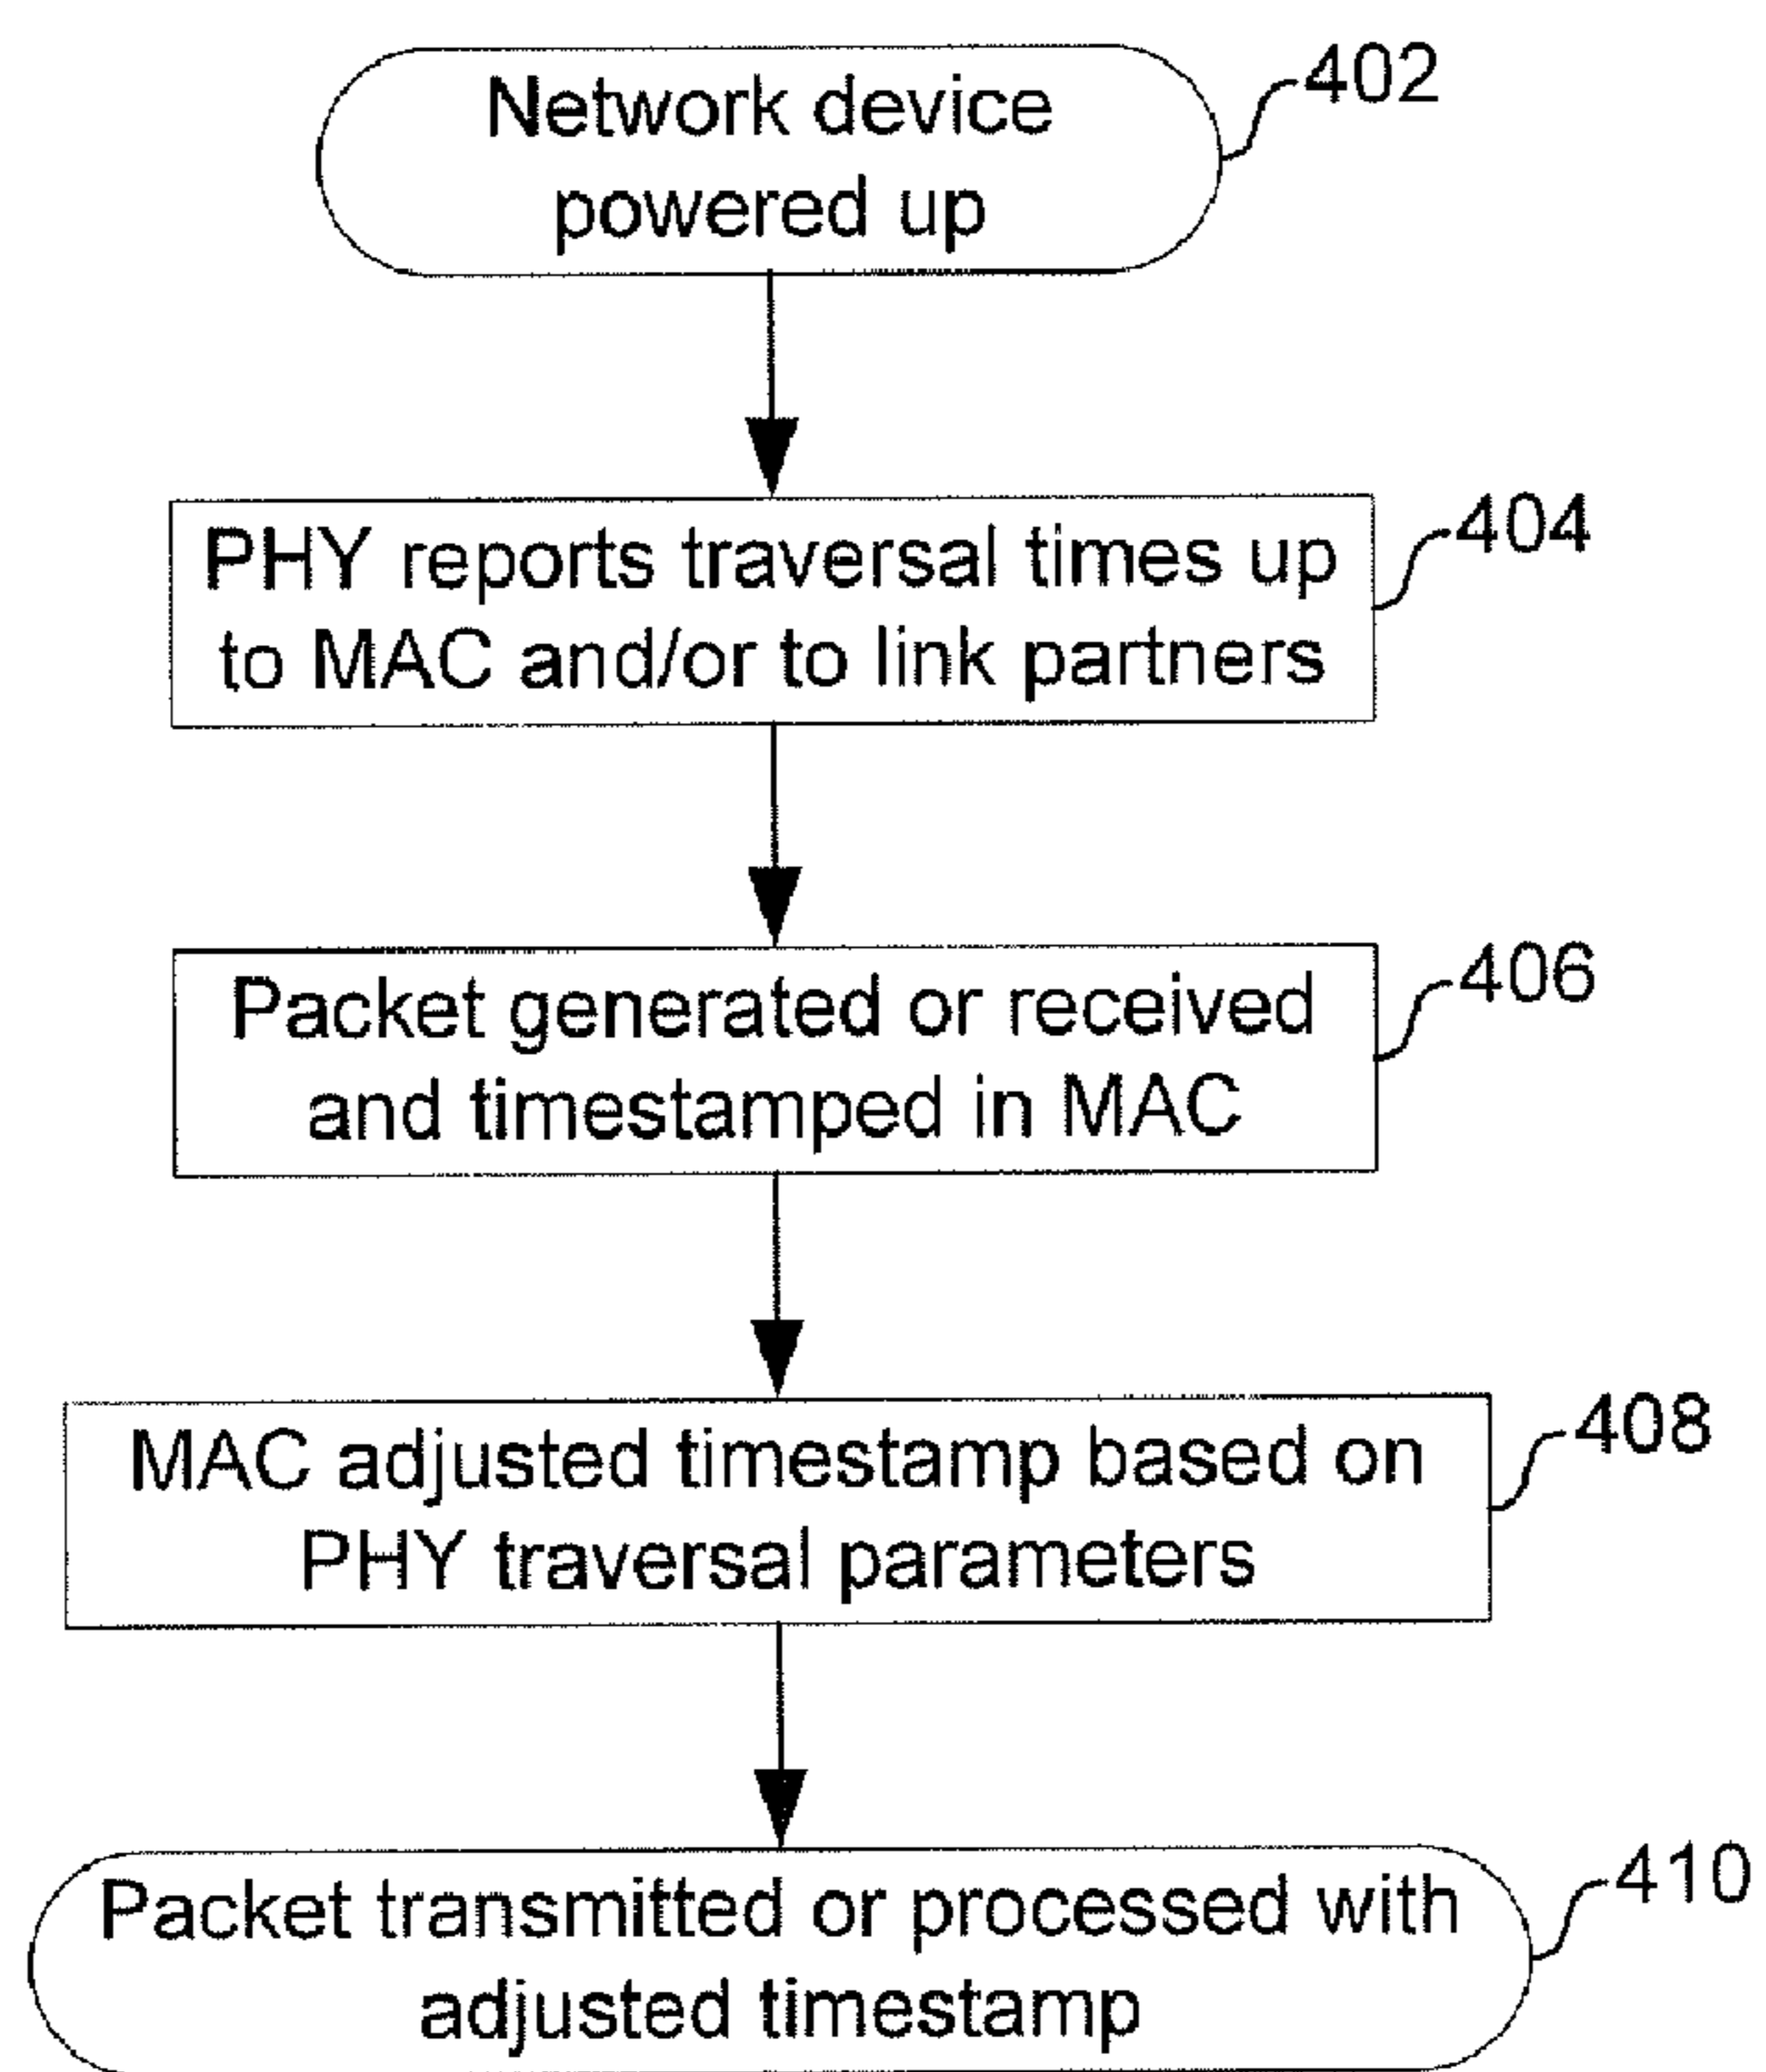 Network device
powered up
402
PHY reports traversal times up
to MAC and/or to link partners
404
Packet generated or received
and timestamped in MAC
406
MAC adjusted timestamp based on
PHY traversal parameters
408
Packet transmitted or processed with
adjusted timestamp
410